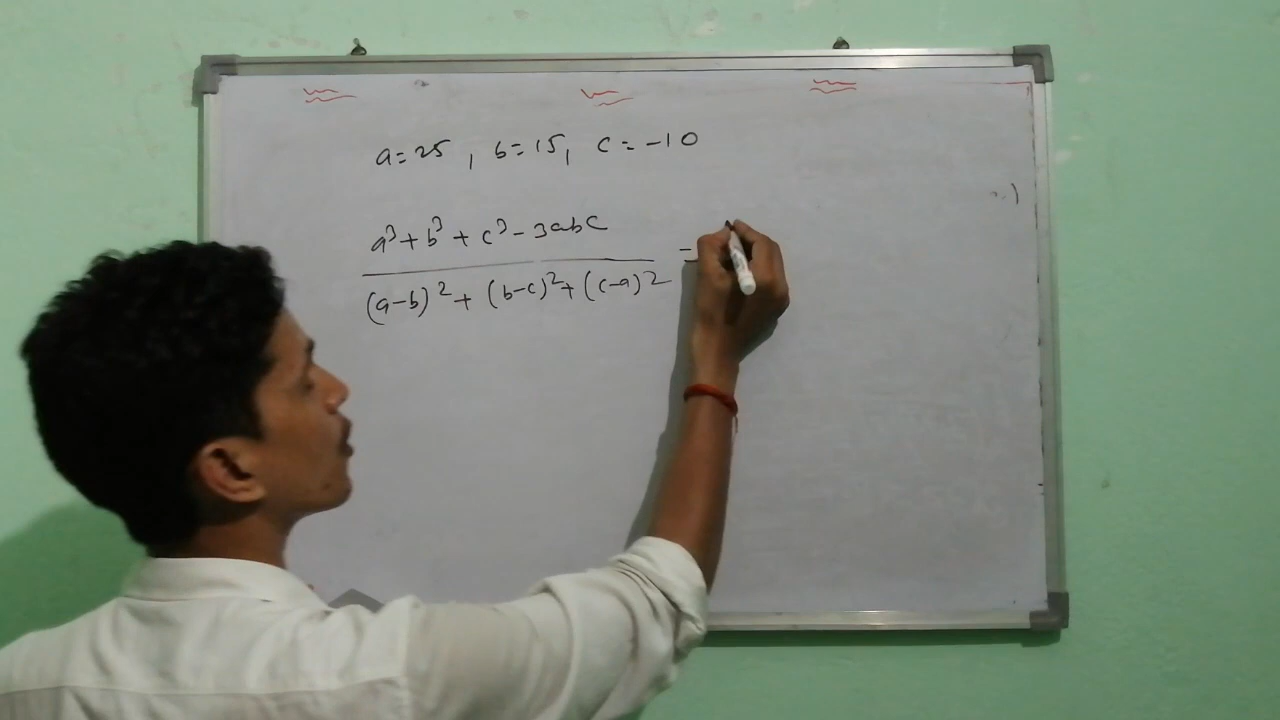 a=25 , b=15, c=-10
a³+b³+c³-3abc
(a-b)²+(b-c)²+(c-a)² =